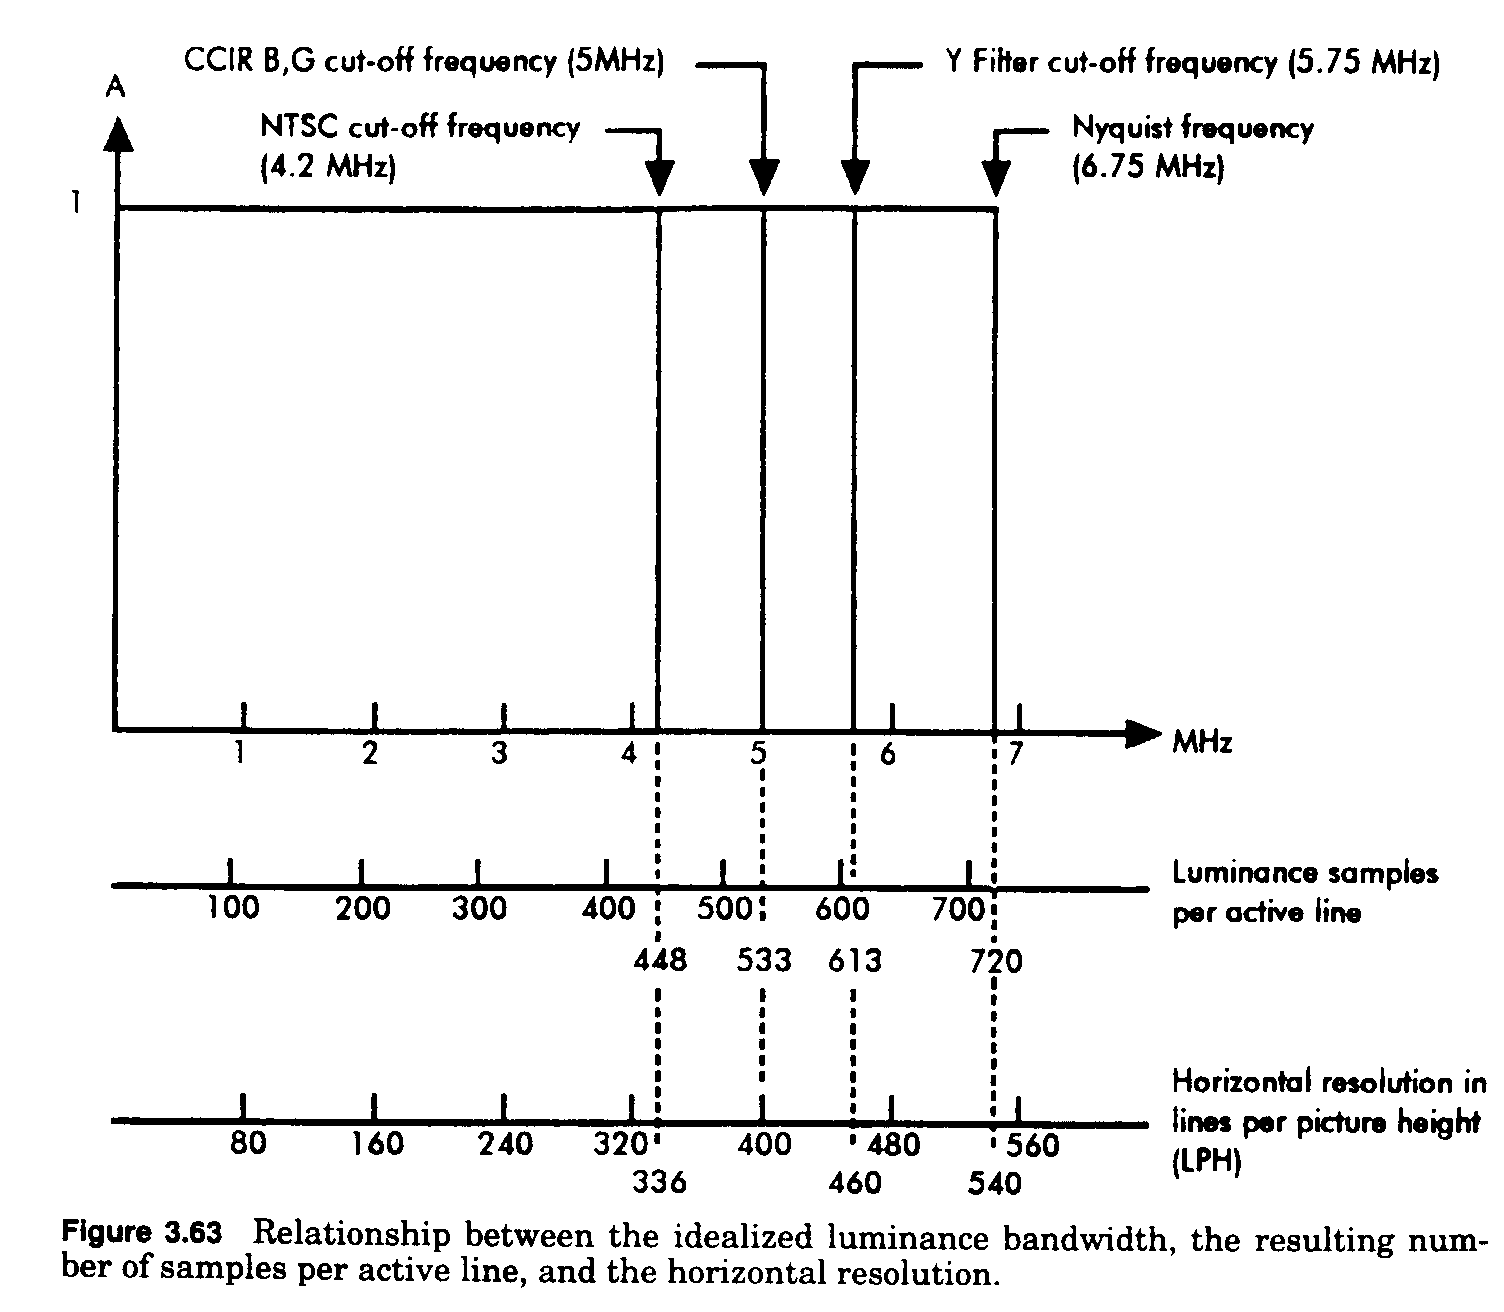 CCIR B,G cut-off frequency (5MHz)
Y Filter cut-off frequency (5.75 MHz)
A
NTSC cut-off frequency
(4.2 MHz)
Nyquist frequency
(6.75 MHz)
1
1 2 3 4 5 6 7 MHz
Luminance samples
per active line
100 200 300 400 500 600 700
448 533 613 720
Horizontal resolution in
lines per picture height
(LPH)
80 160 240 320 400 480 560
336 460 540
Figure 3.63 Relationship between the idealized luminance bandwidth, the resulting num-
ber of samples per active line, and the horizontal resolution.